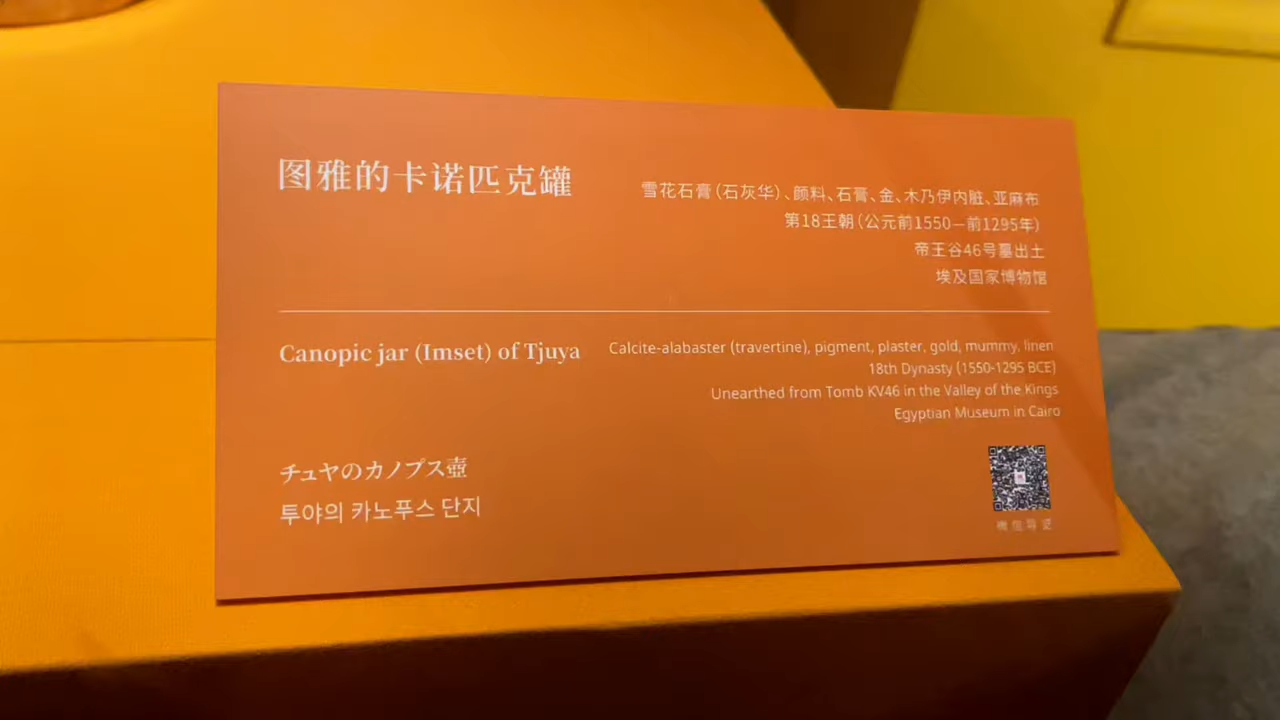 图雅的卡诺匹克罐
雪花石膏（石灰华）、颜料、石膏、金、木乃伊内脏、亚麻布
第18王朝（公元前1550—前1295年）
帝王谷46号墓出土
埃及国家博物馆
Canopic jar (Imset) of Tjuya
Calcite-alabaster (travertine), pigment, plaster, gold, mummy, linen
18th Dynasty (1550-1295 BCE)
Unearthed from Tomb KV46 in the Valley of the Kings
Egyptian Museum in Cairo
チュヤのカノプス壺
투야의 카노푸스 단지